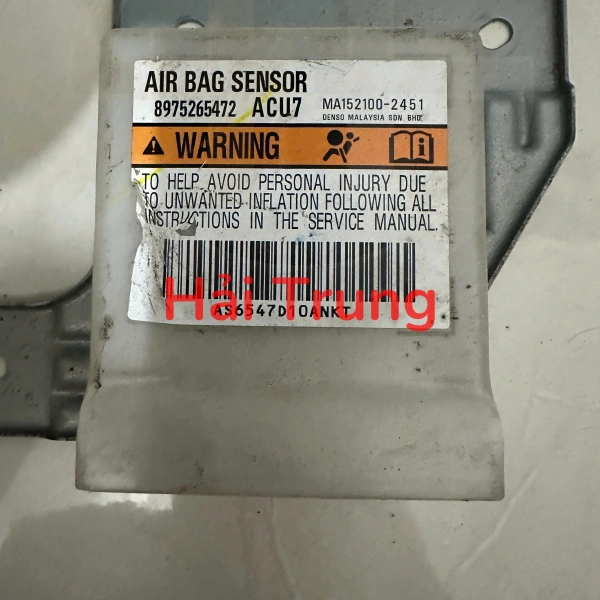 AIR BAG SENSOR
8975265472 ACU7 MA152100-2451
DENSO MALAYSIA SDN. BHD.
WARNING
TO HELP AVOID PERSONAL INJURY DUE
TO UNWANTED INFLATION FOLLOWING ALL
INSTRUCTIONS IN THE SERVICE MANUAL.
Hải Trung
AS6547D10ANKT